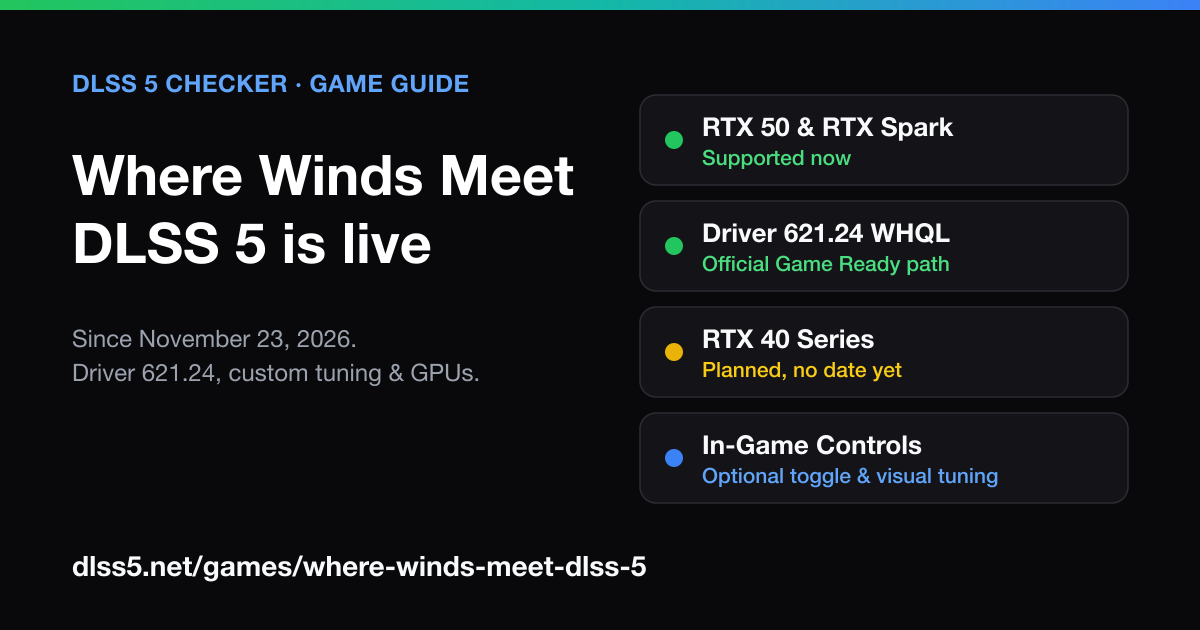 DLSS 5 CHECKER · GAME GUIDE
Where Winds Meet
DLSS 5 is live
Since November 23, 2026.
Driver 621.24, custom tuning & GPUs.
RTX 50 & RTX Spark
Supported now
Driver 621.24 WHQL
Official Game Ready path
RTX 40 Series
Planned, no date yet
In-Game Controls
Optional toggle & visual tuning
dlss5.net/games/where-winds-meet-dlss-5